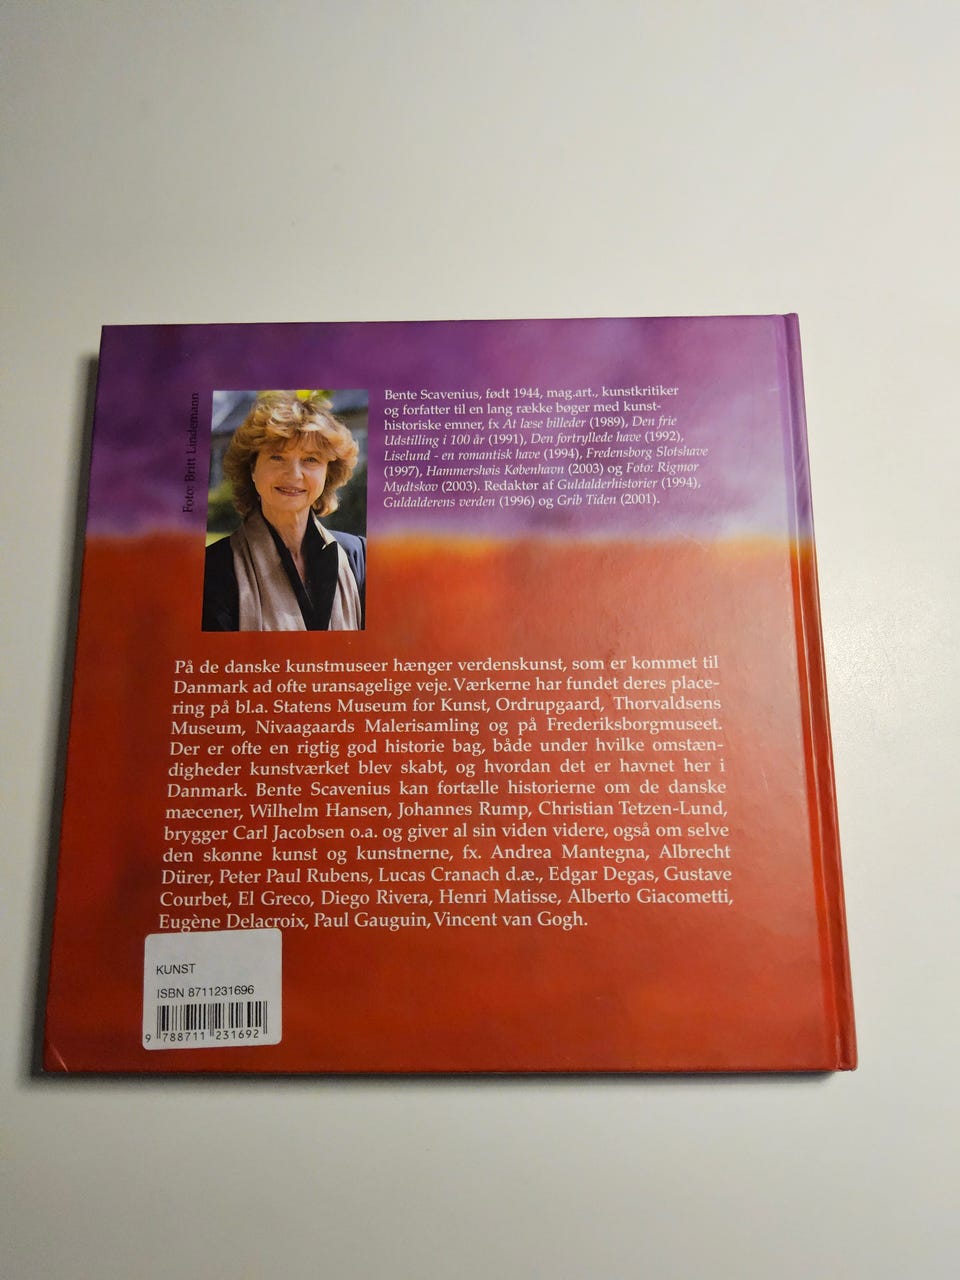 Foto: Britt Lindemann
Bente Scavenius, født 1944, mag.art., kunstkritiker
og forfatter til en lang række bøger med kunst-
historiske emner, fx At læse billeder (1989), Den frie
Udstilling i 100 år (1991), Den fortryllede have (1992),
Liselund - en romantisk have (1994), Fredensborg Slotshave
(1997), Hammershøis København (2003) og Foto: Rigmor
Mydtskov (2003). Redaktør af Guldalderhistorier (1994),
Guldalderens verden (1996) og Grib Tiden (2001).
På de danske kunstmuseer hænger verdenskunst, som er kommet til
Danmark ad ofte uransagelige veje. Værkerne har fundet deres place-
ring på bl.a. Statens Museum for Kunst, Ordrupgaard, Thorvaldsens
Museum, Nivaagaards Malerisamling og på Frederiksborgmuseet.
Der er ofte en rigtig god historie bag, både under hvilke omstæn-
digheder kunstværket blev skabt, og hvordan det er havnet her i
Danmark. Bente Scavenius kan fortælle historierne om de danske
mæcener, Wilhelm Hansen, Johannes Rump, Christian Tetzen-Lund,
brygger Carl Jacobsen o.a. og giver al sin viden videre, også om selve
den skønne kunst og kunstnerne, fx. Andrea Mantegna, Albrecht
Dürer, Peter Paul Rubens, Lucas Cranach d.æ., Edgar Degas, Gustave
Courbet, El Greco, Diego Rivera, Henri Matisse, Alberto Giacometti,
Eugène Delacroix, Paul Gauguin, Vincent van Gogh.
KUNST
ISBN 8711231696
9 788711 231692